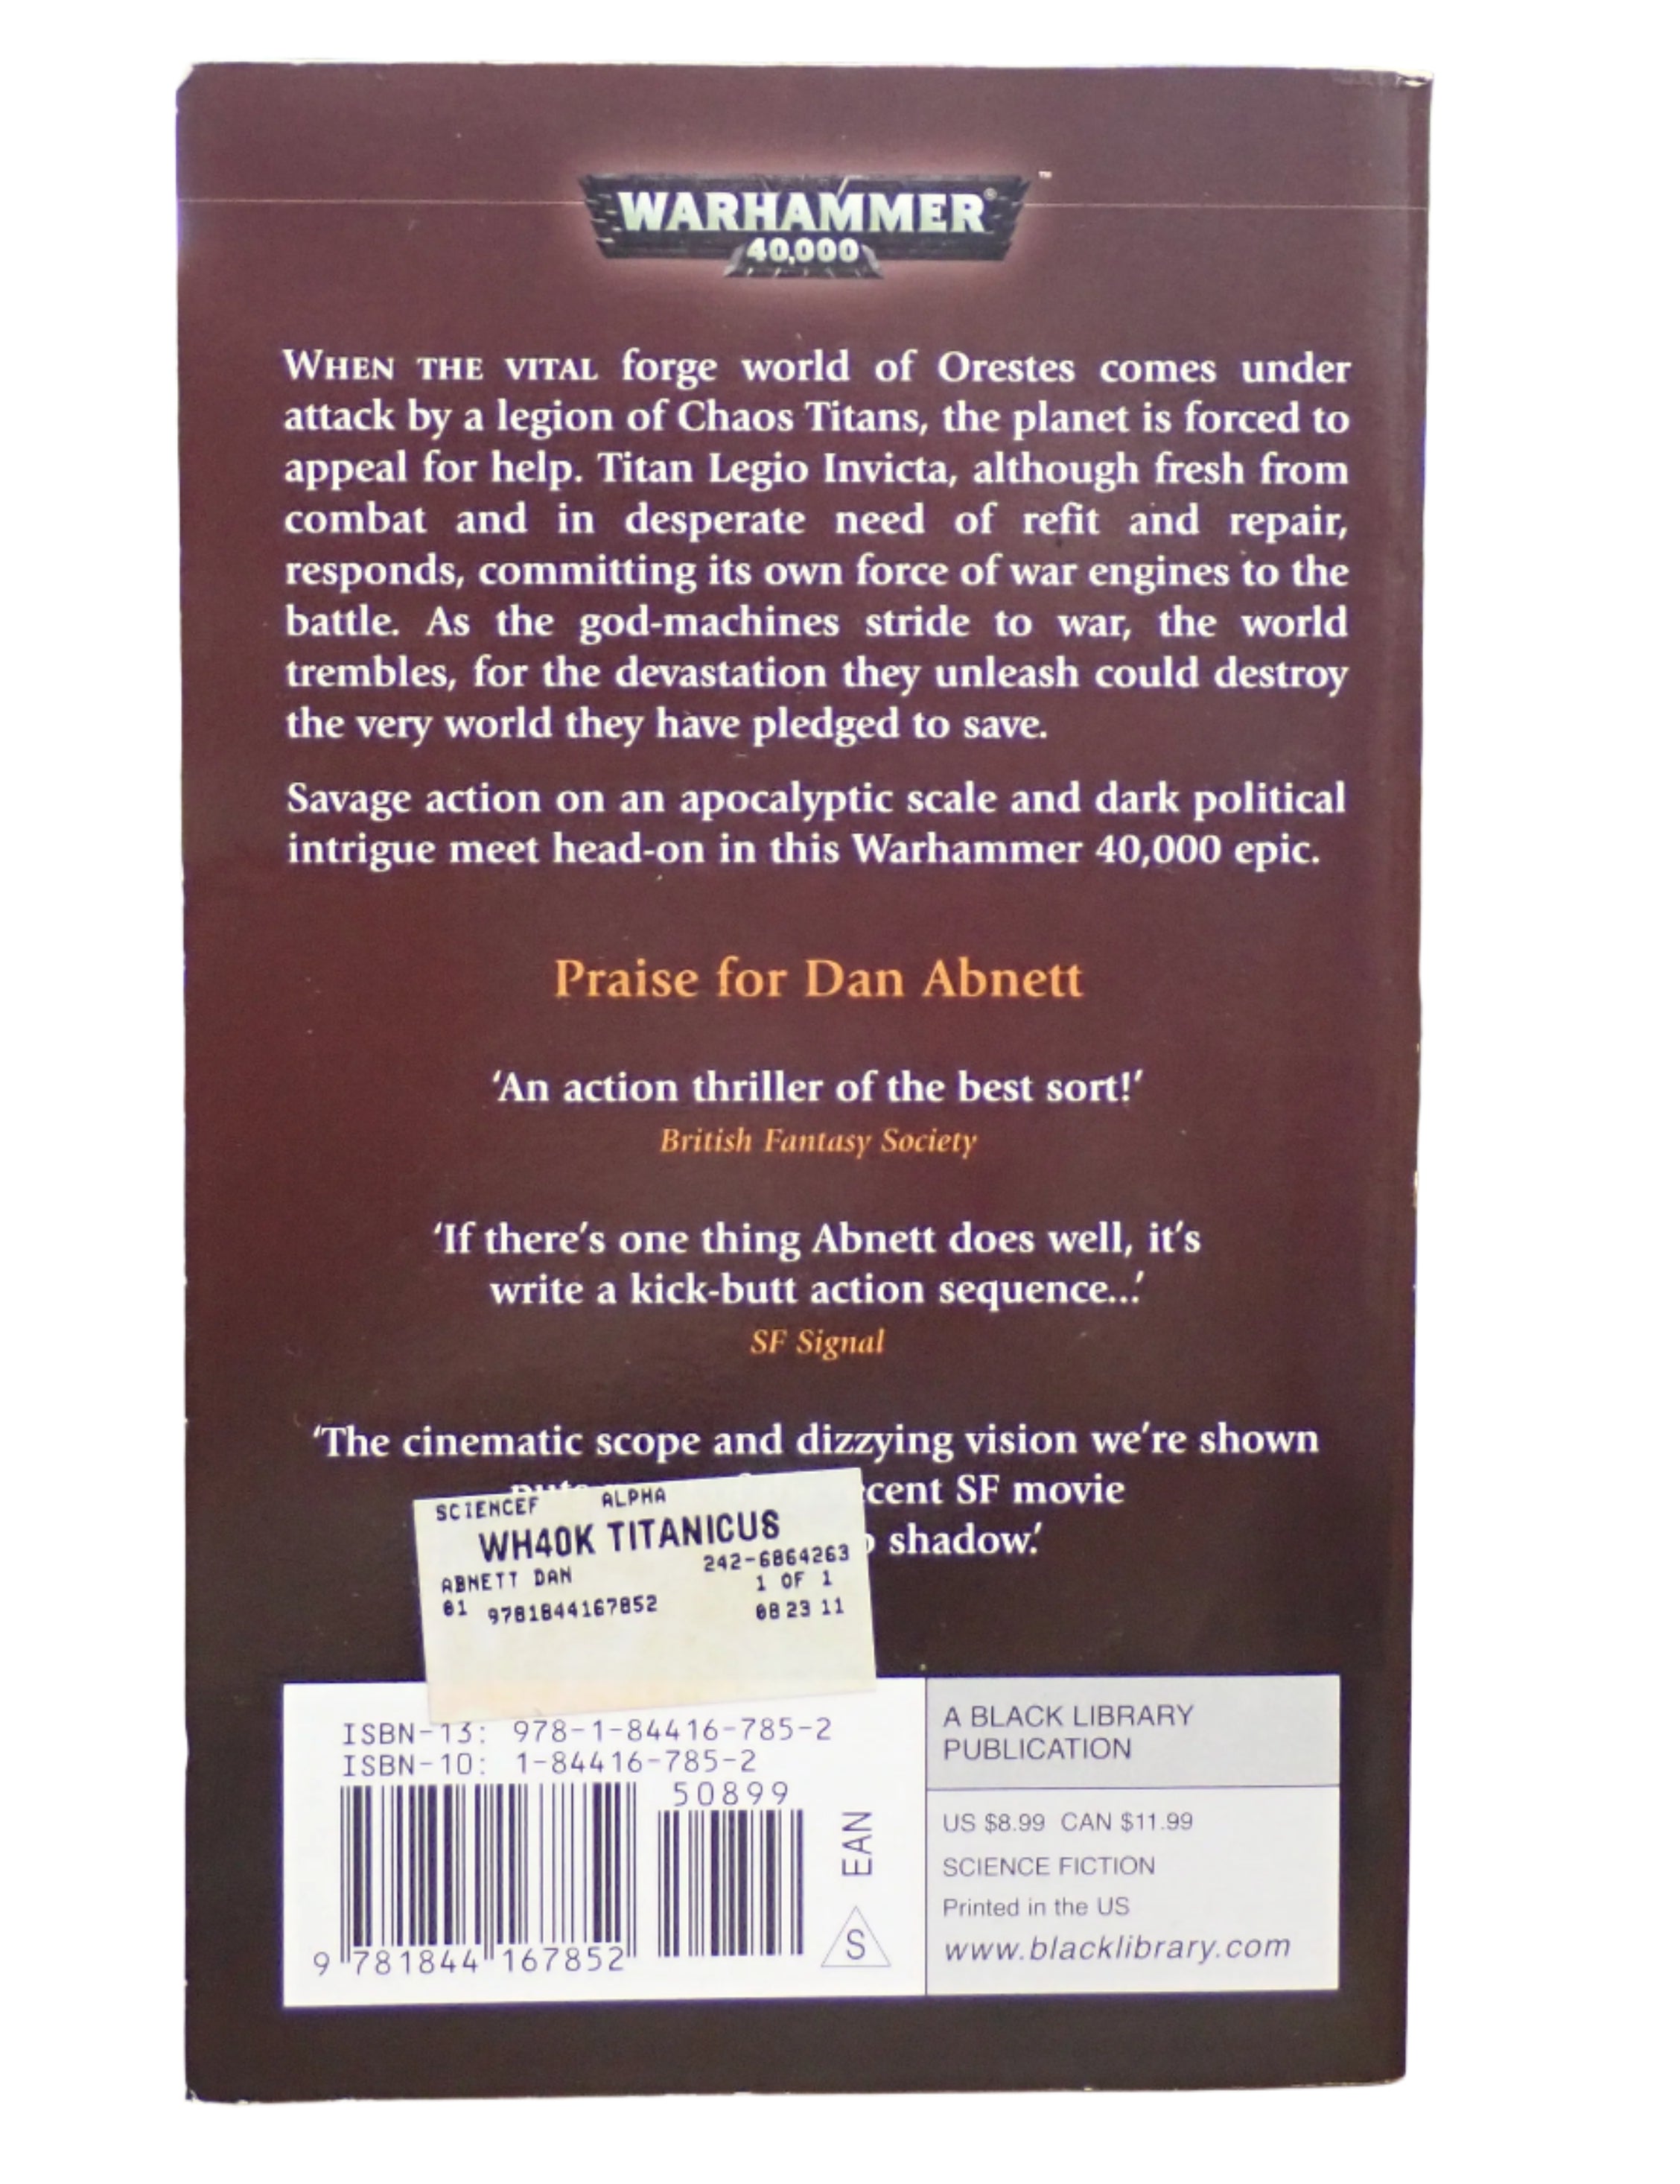 WARHAMMER®
™
40,000
WHEN THE VITAL forge world of Orestes comes under
attack by a legion of Chaos Titans, the planet is forced to
appeal for help. Titan Legio Invicta, although fresh from
combat and in desperate need of refit and repair,
responds, committing its own force of war engines to the
battle. As the god-machines stride to war, the world
trembles, for the devastation they unleash could destroy
the very world they have pledged to save.
Savage action on an apocalyptic scale and dark political
intrigue meet head-on in this Warhammer 40,000 epic.
Praise for Dan Abnett
‘An action thriller of the best sort!’
British Fantasy Society
‘If there’s one thing Abnett does well, it’s
write a kick-butt action sequence...’
SF Signal
‘The cinematic scope and dizzying vision we’re shown
SF movie
shadow.’
SCIENCEF ALPHA
WH40K TITANICUS
ABNETT DAN 242-6864263
1 OF 1
01 9781844167852 08 23 11
ISBN-13: 978-1-84416-785-2
ISBN-10: 1-84416-785-2
50899
EAN
S
9 781844 167852
A BLACK LIBRARY
PUBLICATION
US $8.99 CAN $11.99
SCIENCE FICTION
Printed in the US
www.blacklibrary.com